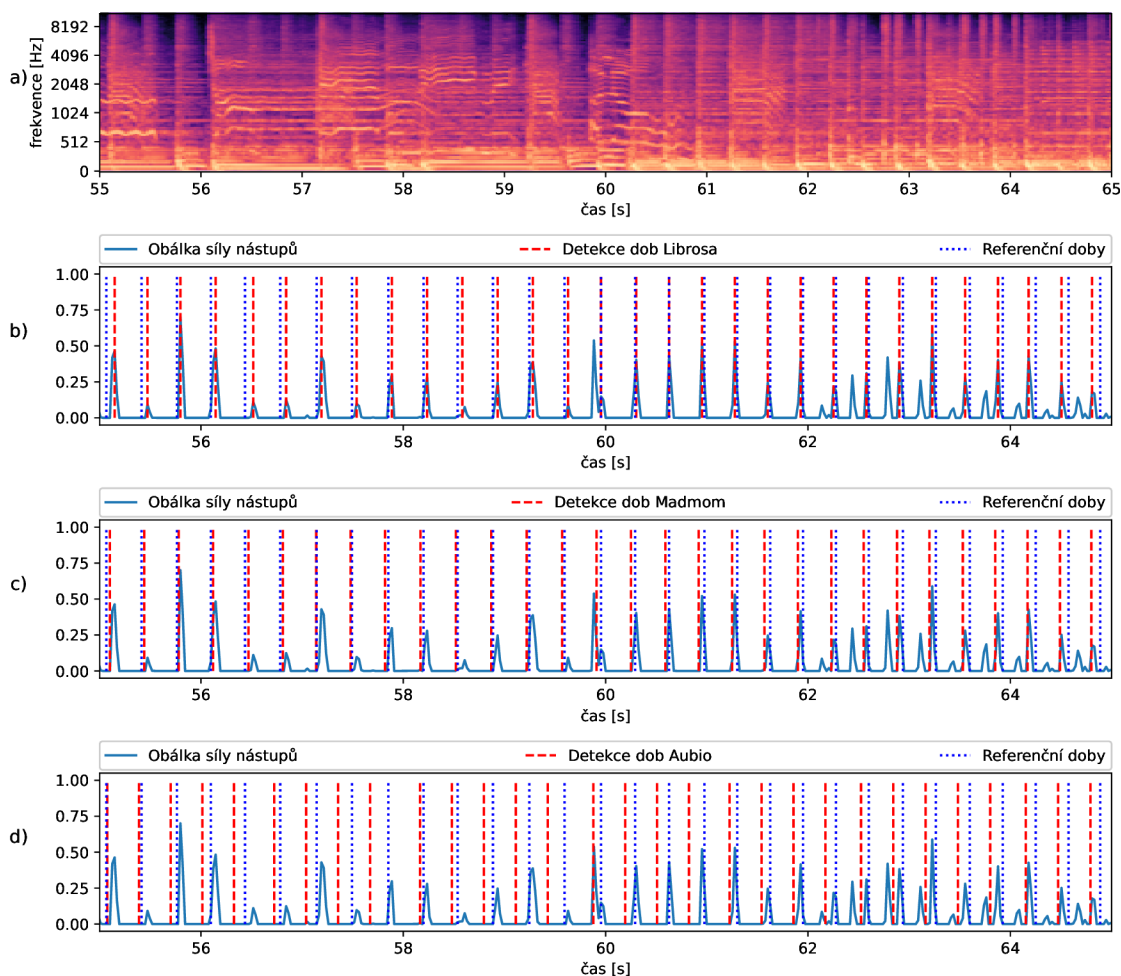 a)
frekvence [Hz]
8192
4096
2048
1024
512
0
55 56 57 58 59 60 61 62 63 64 65
čas [s]
b)
Obálka síly nástupů Detekce dob Librosa Referenční doby
1.00
0.75
0.50
0.25
0.00
56 58 60 62 64
čas [s]
c)
Obálka síly nástupů Detekce dob Madmom Referenční doby
1.00
0.75
0.50
0.25
0.00
56 58 60 62 64
čas [s]
d)
Obálka síly nástupů Detekce dob Aubio Referenční doby
1.00
0.75
0.50
0.25
0.00
56 58 60 62 64
čas [s]